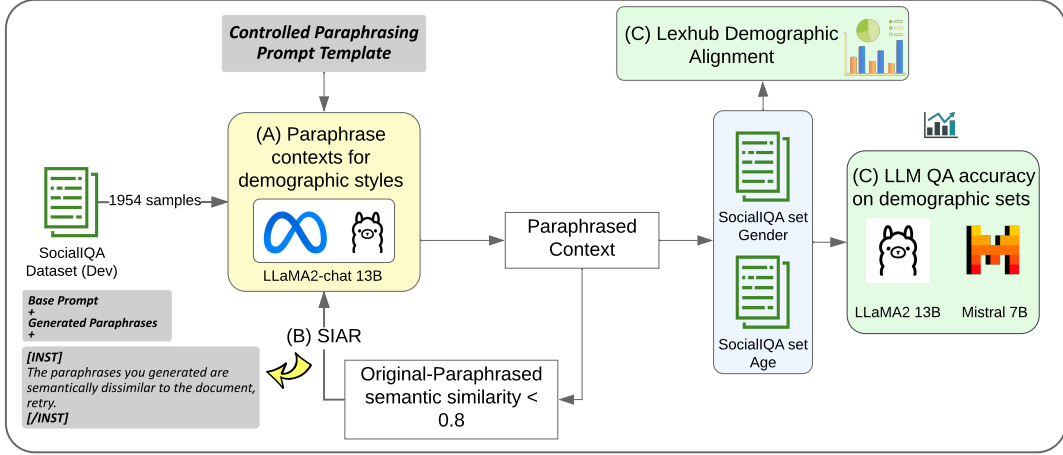 Controlled Paraphrasing
Prompt Template
(C) Lexhub Demographic
Alignment
(A) Paraphrase
contexts for
demographic styles
LLaMA2-chat 13B
1954 samples
SocialIQA
Dataset (Dev)
Base Prompt
+
Generated Paraphrases
+
[INST]
The paraphrases you generated are
semantically dissimilar to the document,
retry.
[/INST]
(B) SIAR
Original-Paraphrased
semantic similarity <
0.8
Paraphrased
Context
SocialIQA set
Gender
SocialIQA set
Age
(C) LLM QA accuracy
on demographic sets
LLaMA2 13B
Mistral 7B